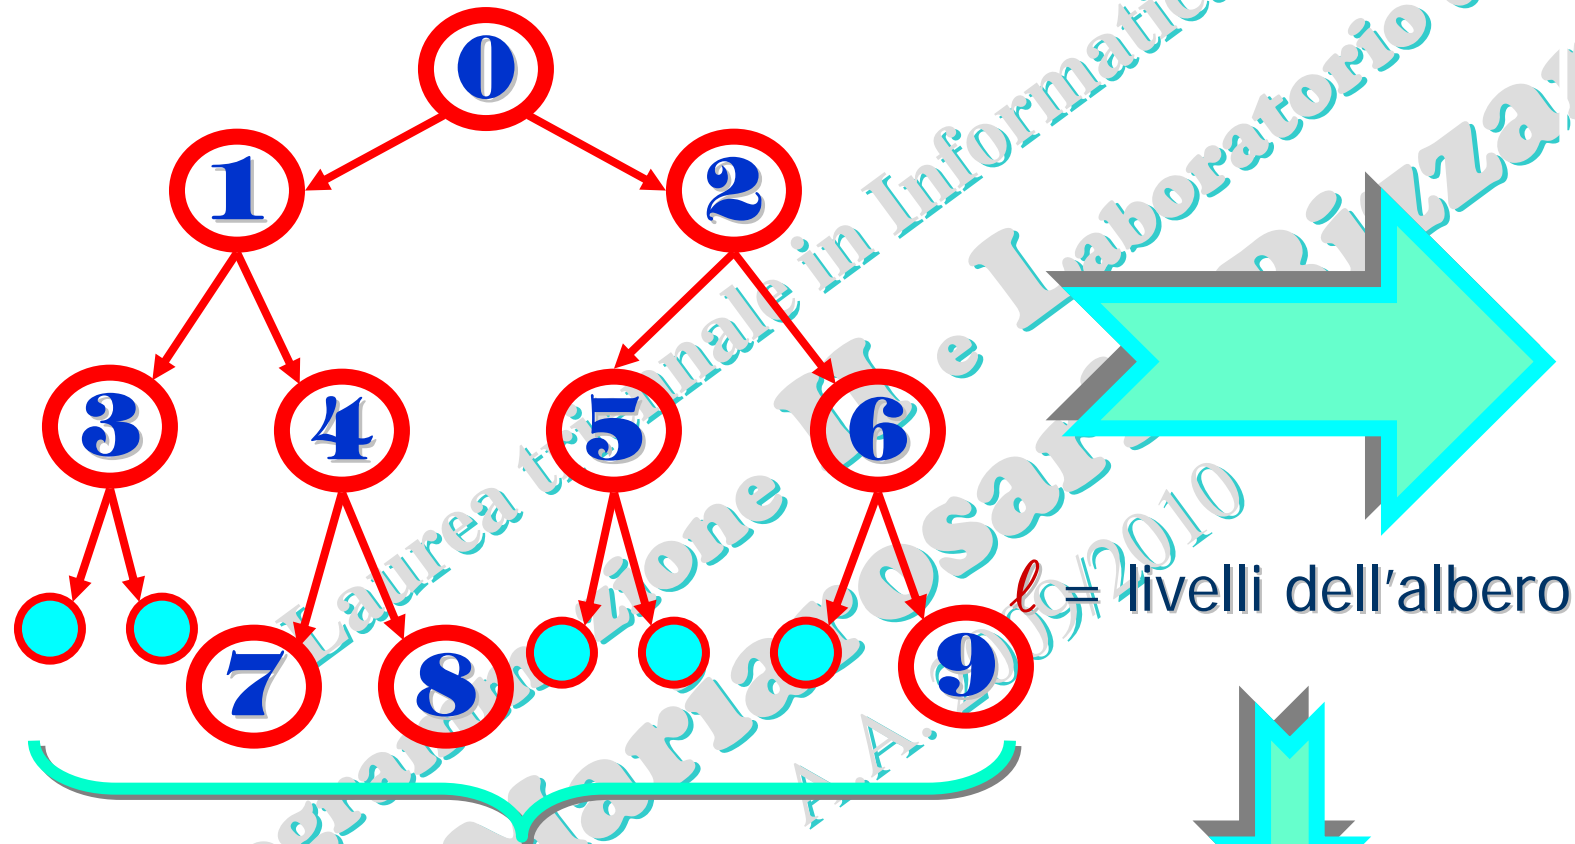 0
1 2
3 4 5 6
7 8 9
ℓ = livelli dell'albero
Laurea triennale in Informatica
e Laboratorio
A.A. 2009/2010